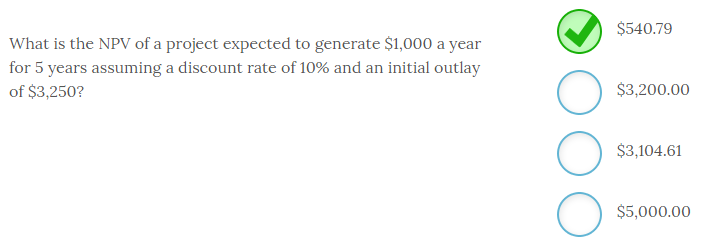 What is the NPV of a project expected to generate $1,000 a year
for 5 years assuming a discount rate of 10% and an initial outlay
of $3,250?
$540.79
$3,200.00
$3,104.61
$5,000.00